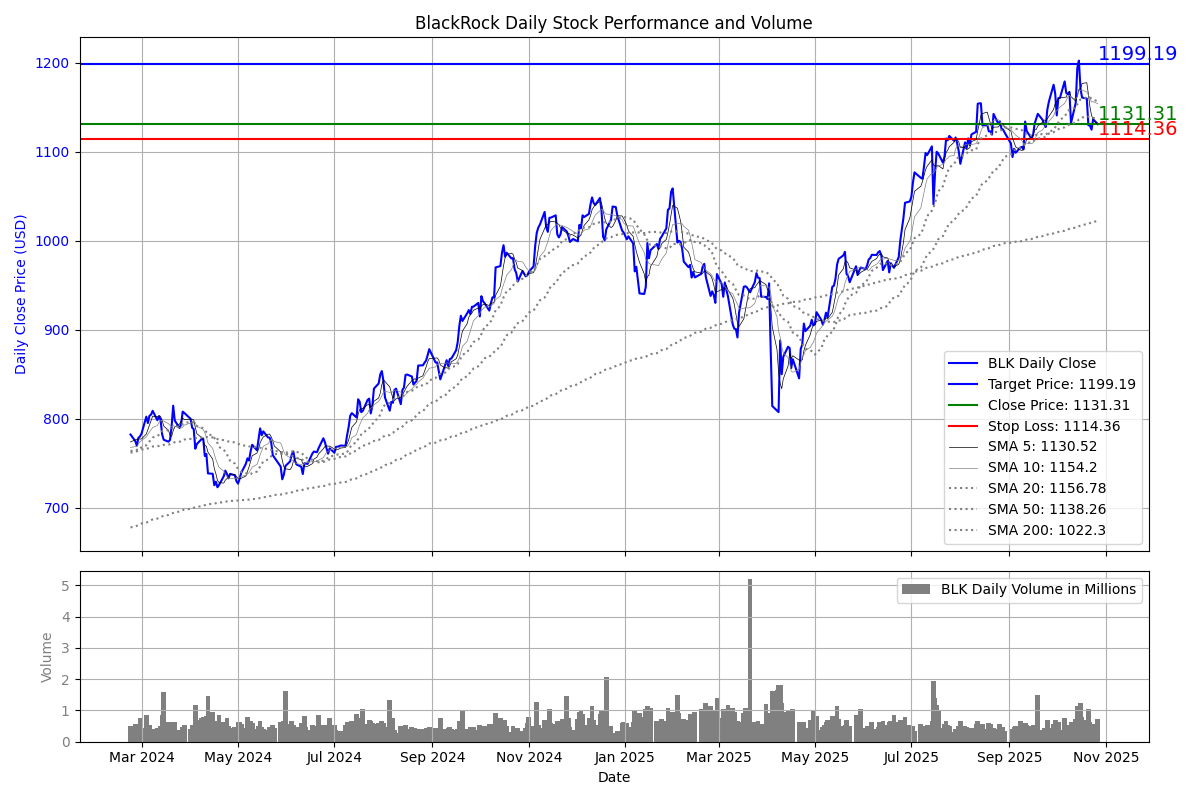 BlackRock Daily Stock Performance and Volume
Daily Close Price (USD)
1200
1100
1000
900
800
700
1199.19
1131.31
1114.36
BLK Daily Close
Target Price: 1199.19
Close Price: 1131.31
Stop Loss: 1114.36
SMA 5: 1130.52
SMA 10: 1154.2
SMA 20: 1156.78
SMA 50: 1138.26
SMA 200: 1022.3
Volume
5
4
3
2
1
0
BLK Daily Volume in Millions
Mar 2024 May 2024 Jul 2024 Sep 2024 Nov 2024 Jan 2025 Mar 2025 May 2025 Jul 2025 Sep 2025 Nov 2025
Date